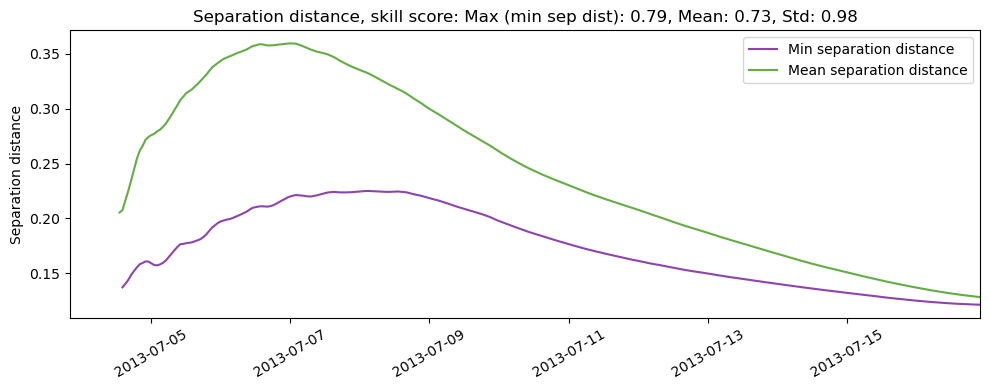 Separation distance, skill score: Max (min sep dist): 0.79, Mean: 0.73, Std: 0.98
Min separation distance
Mean separation distance
Separation distance
0.35
0.30
0.25
0.20
0.15
2013-07-05
2013-07-07
2013-07-09
2013-07-11
2013-07-13
2013-07-15